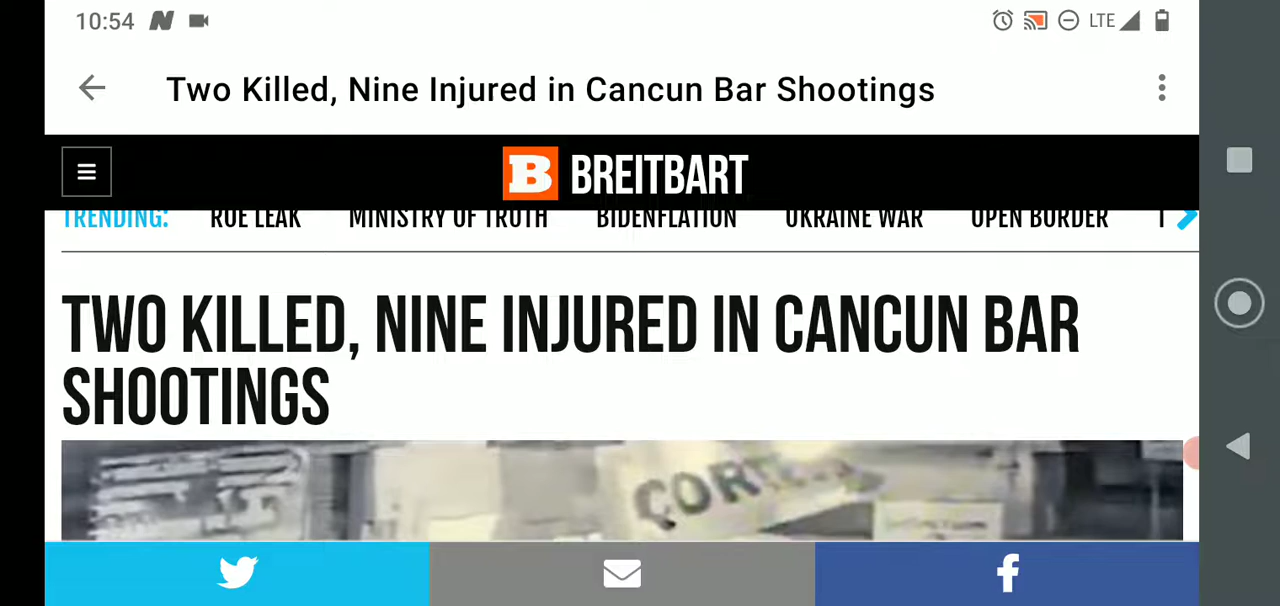 10:54
LTE
Two Killed, Nine Injured in Cancun Bar Shootings
B BREITBART
TRENDING: ROE LEAK MINISTRY OF TRUTH BIDENFLATION UKRAINE WAR OPEN BORDER
TWO KILLED, NINE INJURED IN CANCUN BAR
SHOOTINGS